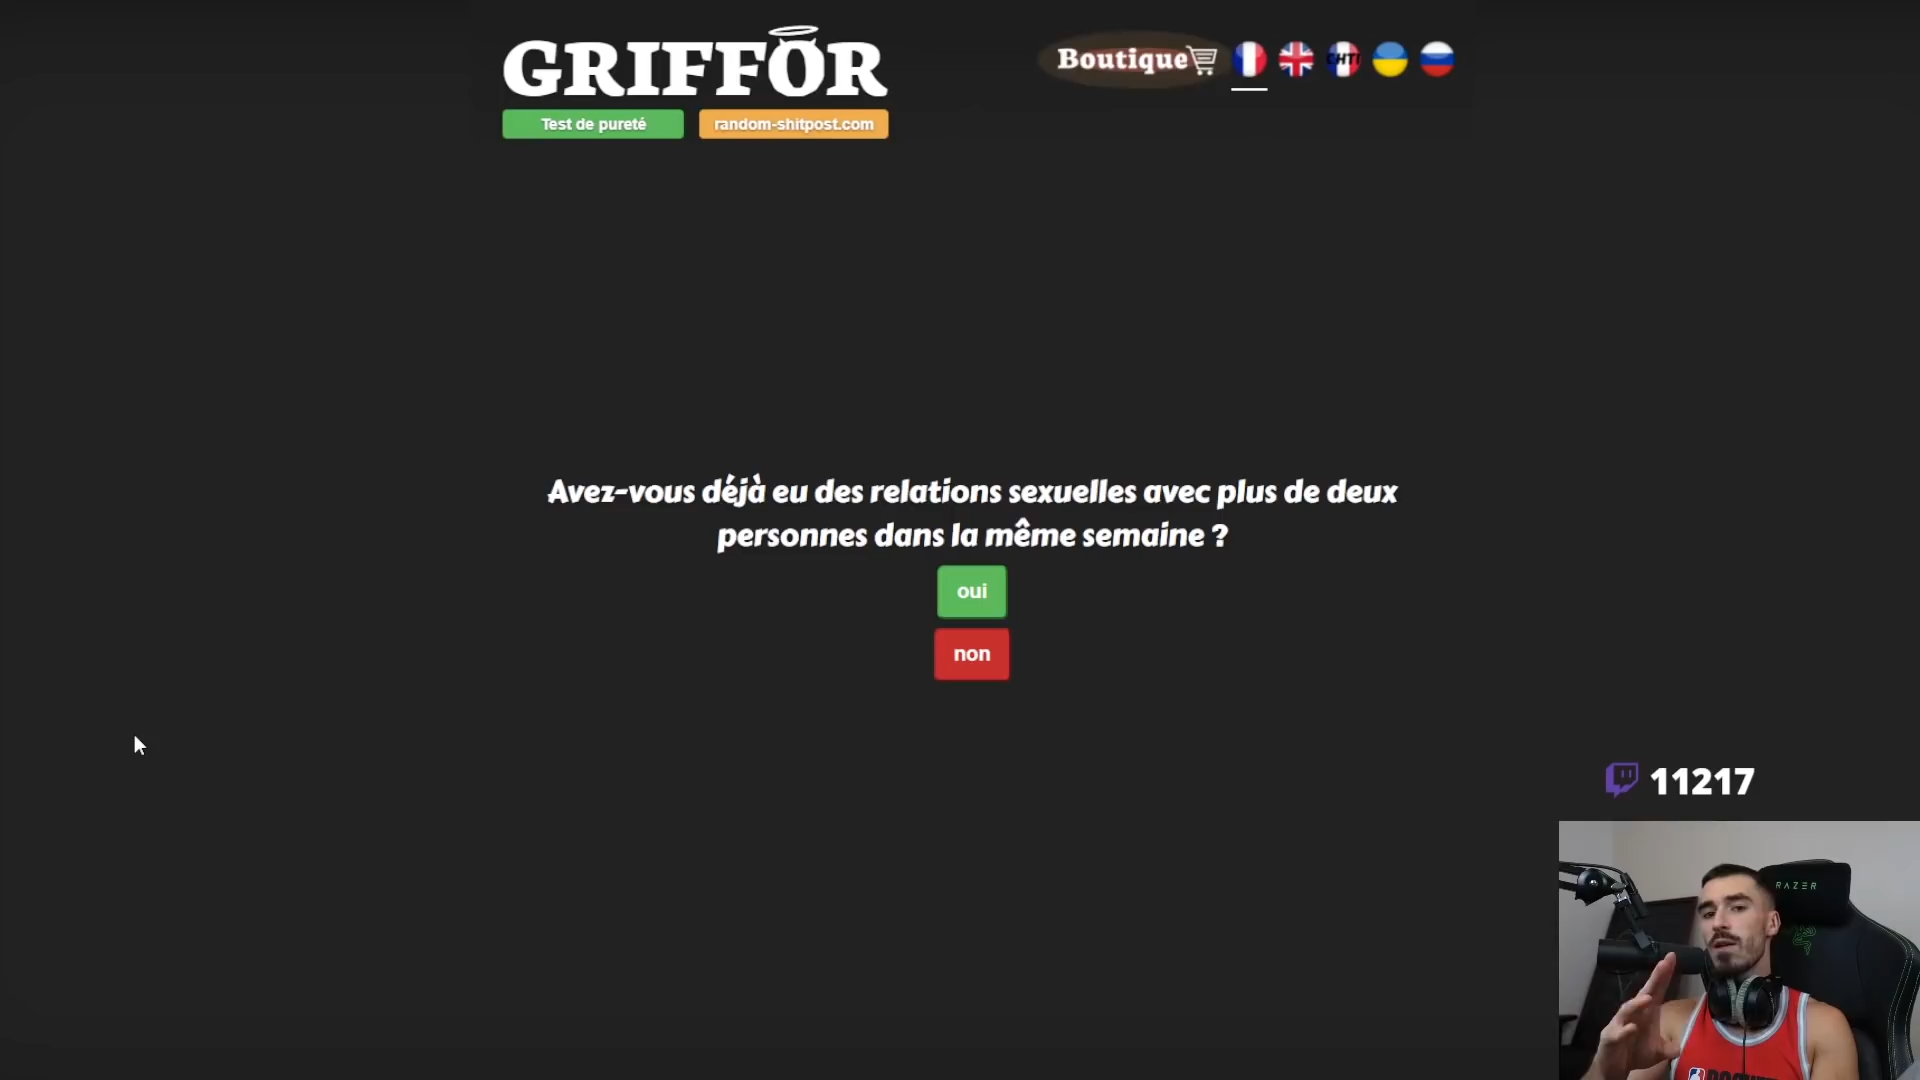 GRIFFOR
Boutique
CHTI
Test de pureté
random-shitpost.com
Avez-vous déjà eu des relations sexuelles avec plus de deux
personnes dans la même semaine ?
oui
non
11217
RAZER